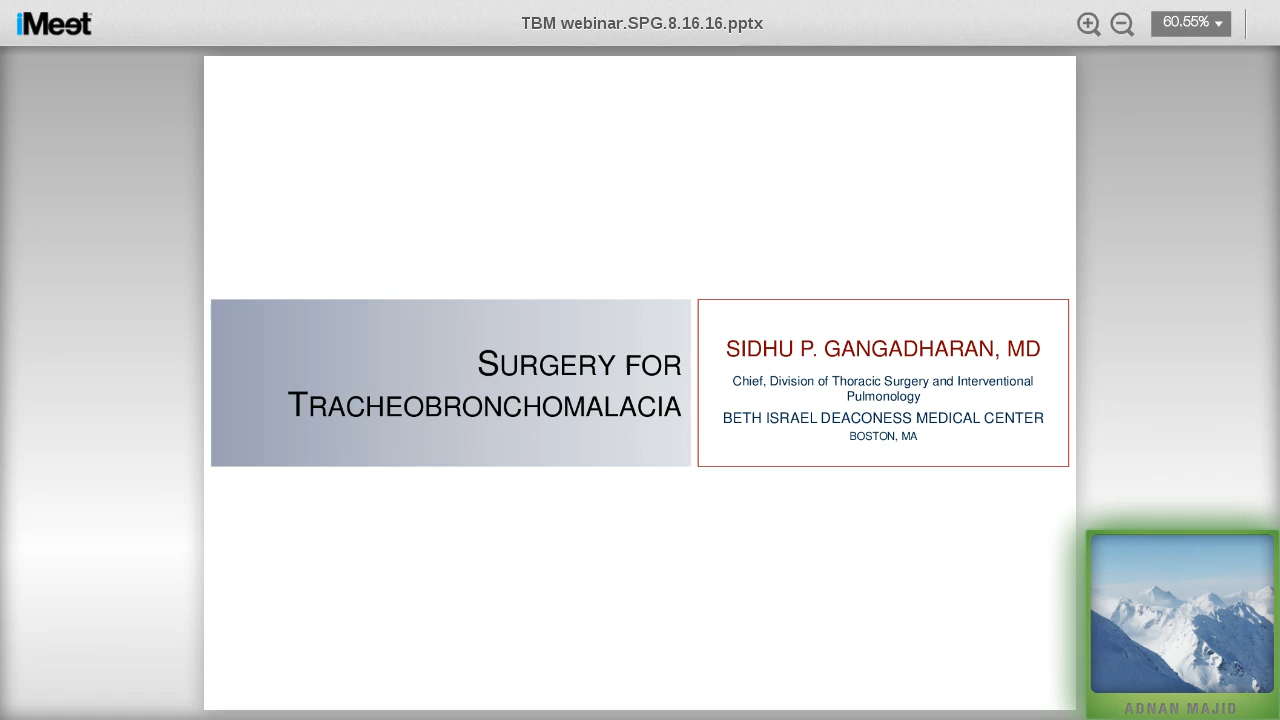 iMeet
TBM webinar.SPG.8.16.16.pptx
60.55%
SURGERY FOR
TRACHEOBRONCHOMALACIA
SIDHU P. GANGADHARAN, MD
Chief, Division of Thoracic Surgery and Interventional
Pulmonology
BETH ISRAEL DEACONESS MEDICAL CENTER
BOSTON, MA
ADNAN MAJID